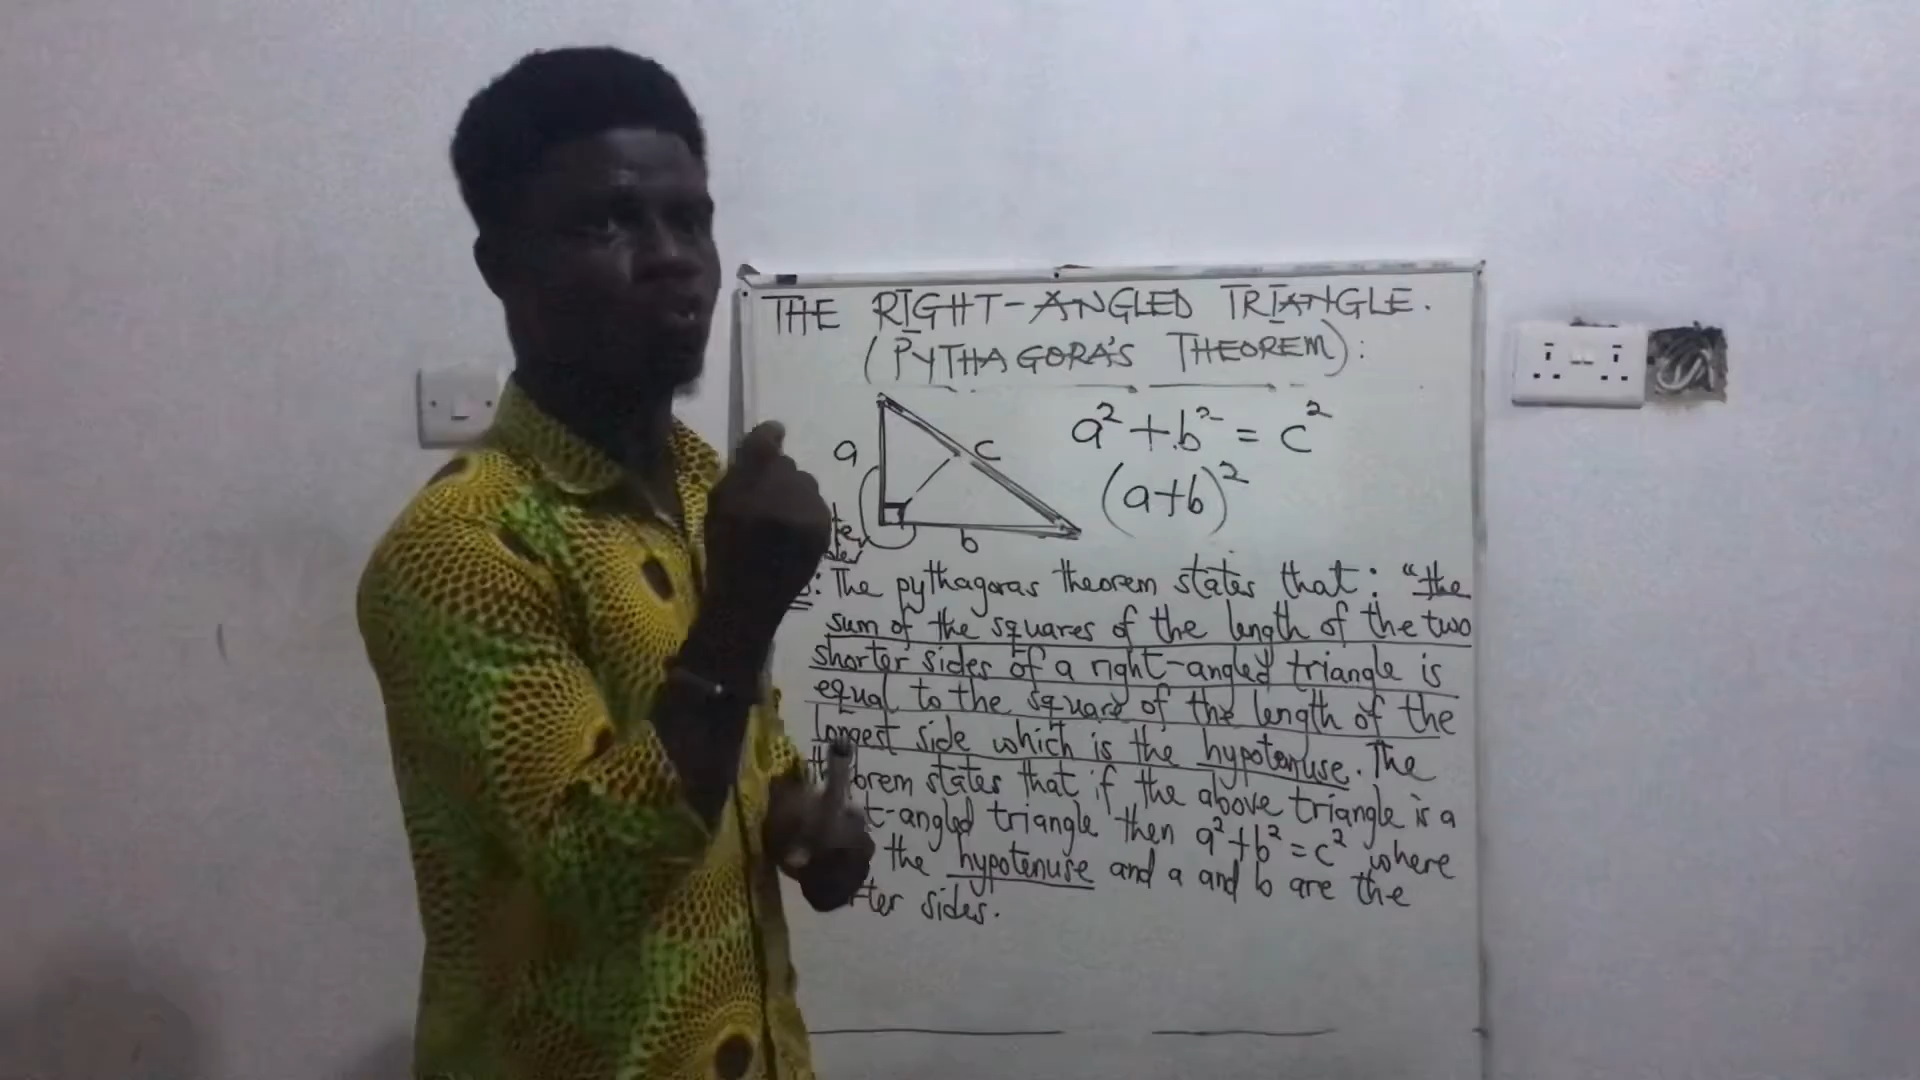 THE RIGHT-ANGLED TRIANGLE.
(PYTHAGORA'S THEOREM):
a² + b² = c²
a
c
(a+b)²
b
: The pythagoras theorem states that: "the
sum of the squares of the length of the two
shorter sides of a right-angled triangle is
equal to the square of the length of the
longest side which is the hypotenuse. The
states that if the above triangle is a
t-angled triangle then a²+b²=c² where
the hypotenuse and a and b are the
sides.